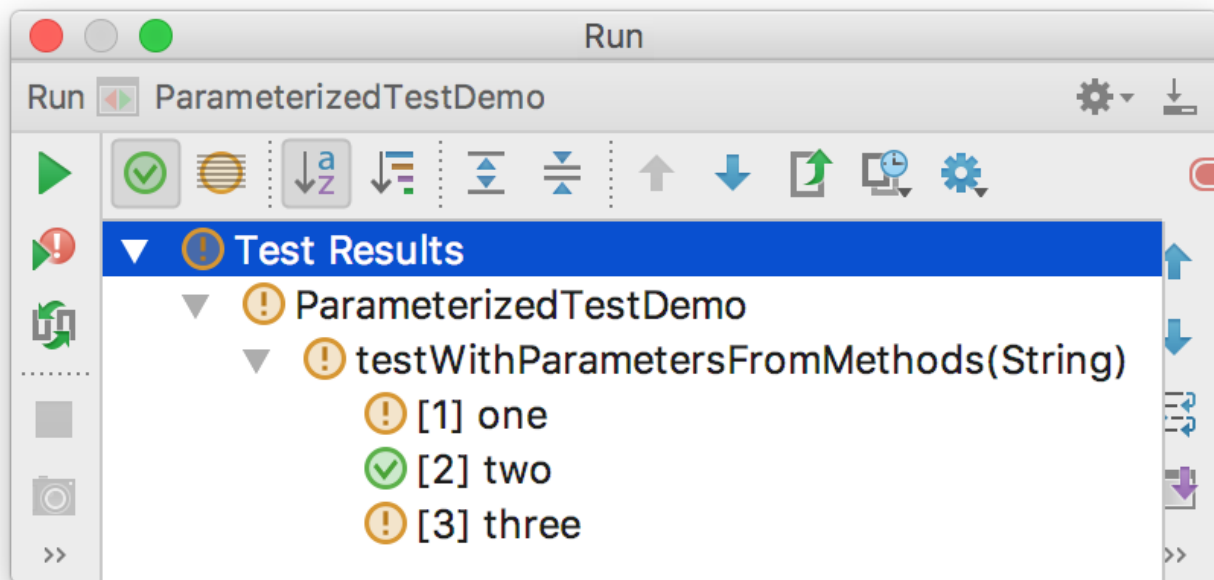 Run
Run ParameterizedTestDemo
Test Results
ParameterizedTestDemo
testWithParametersFromMethods(String)
[1] one
[2] two
[3] three